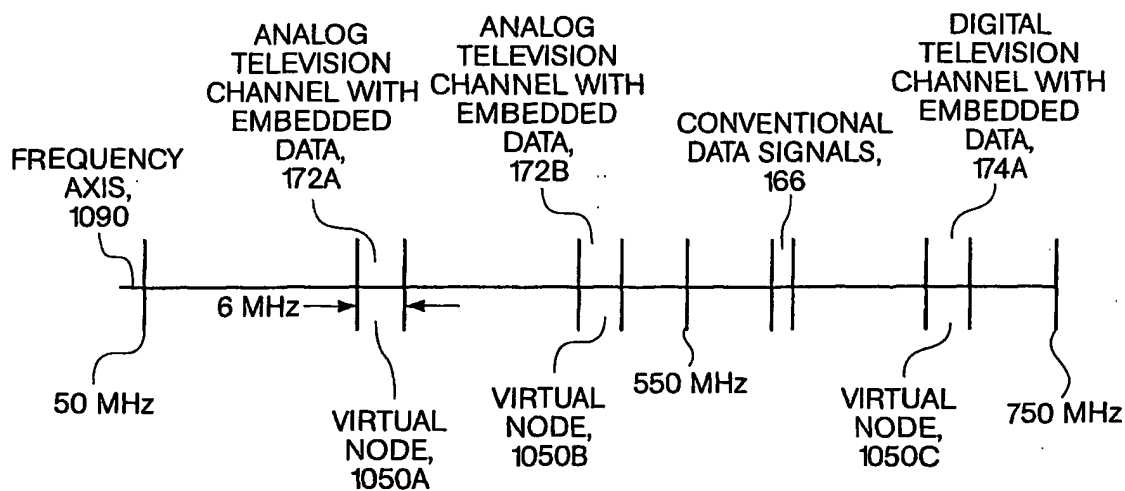 ANALOG
TELEVISION
CHANNEL WITH
EMBEDDED
DATA,
172A
ANALOG
TELEVISION
CHANNEL WITH
EMBEDDED
DATA,
172B
CONVENTIONAL
DATA SIGNALS,
166
DIGITAL
TELEVISION
CHANNEL WITH
EMBEDDED
DATA,
174A
FREQUENCY
AXIS,
1090
6 MHz
50 MHz
VIRTUAL
NODE,
1050A
VIRTUAL
NODE,
1050B
550 MHz
VIRTUAL
NODE,
1050C
750 MHz